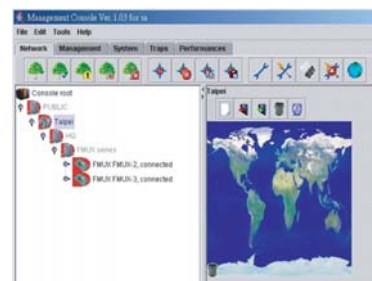 Management Console Ver 1.03 for sa
File Edit Tools Help
Network Management System Traps Performances
Console root
PUBLIC
Taipei
HQ
FMUX series
FMUX FMUX-2, connected
FMUX FMUX-3, connected
Taipei